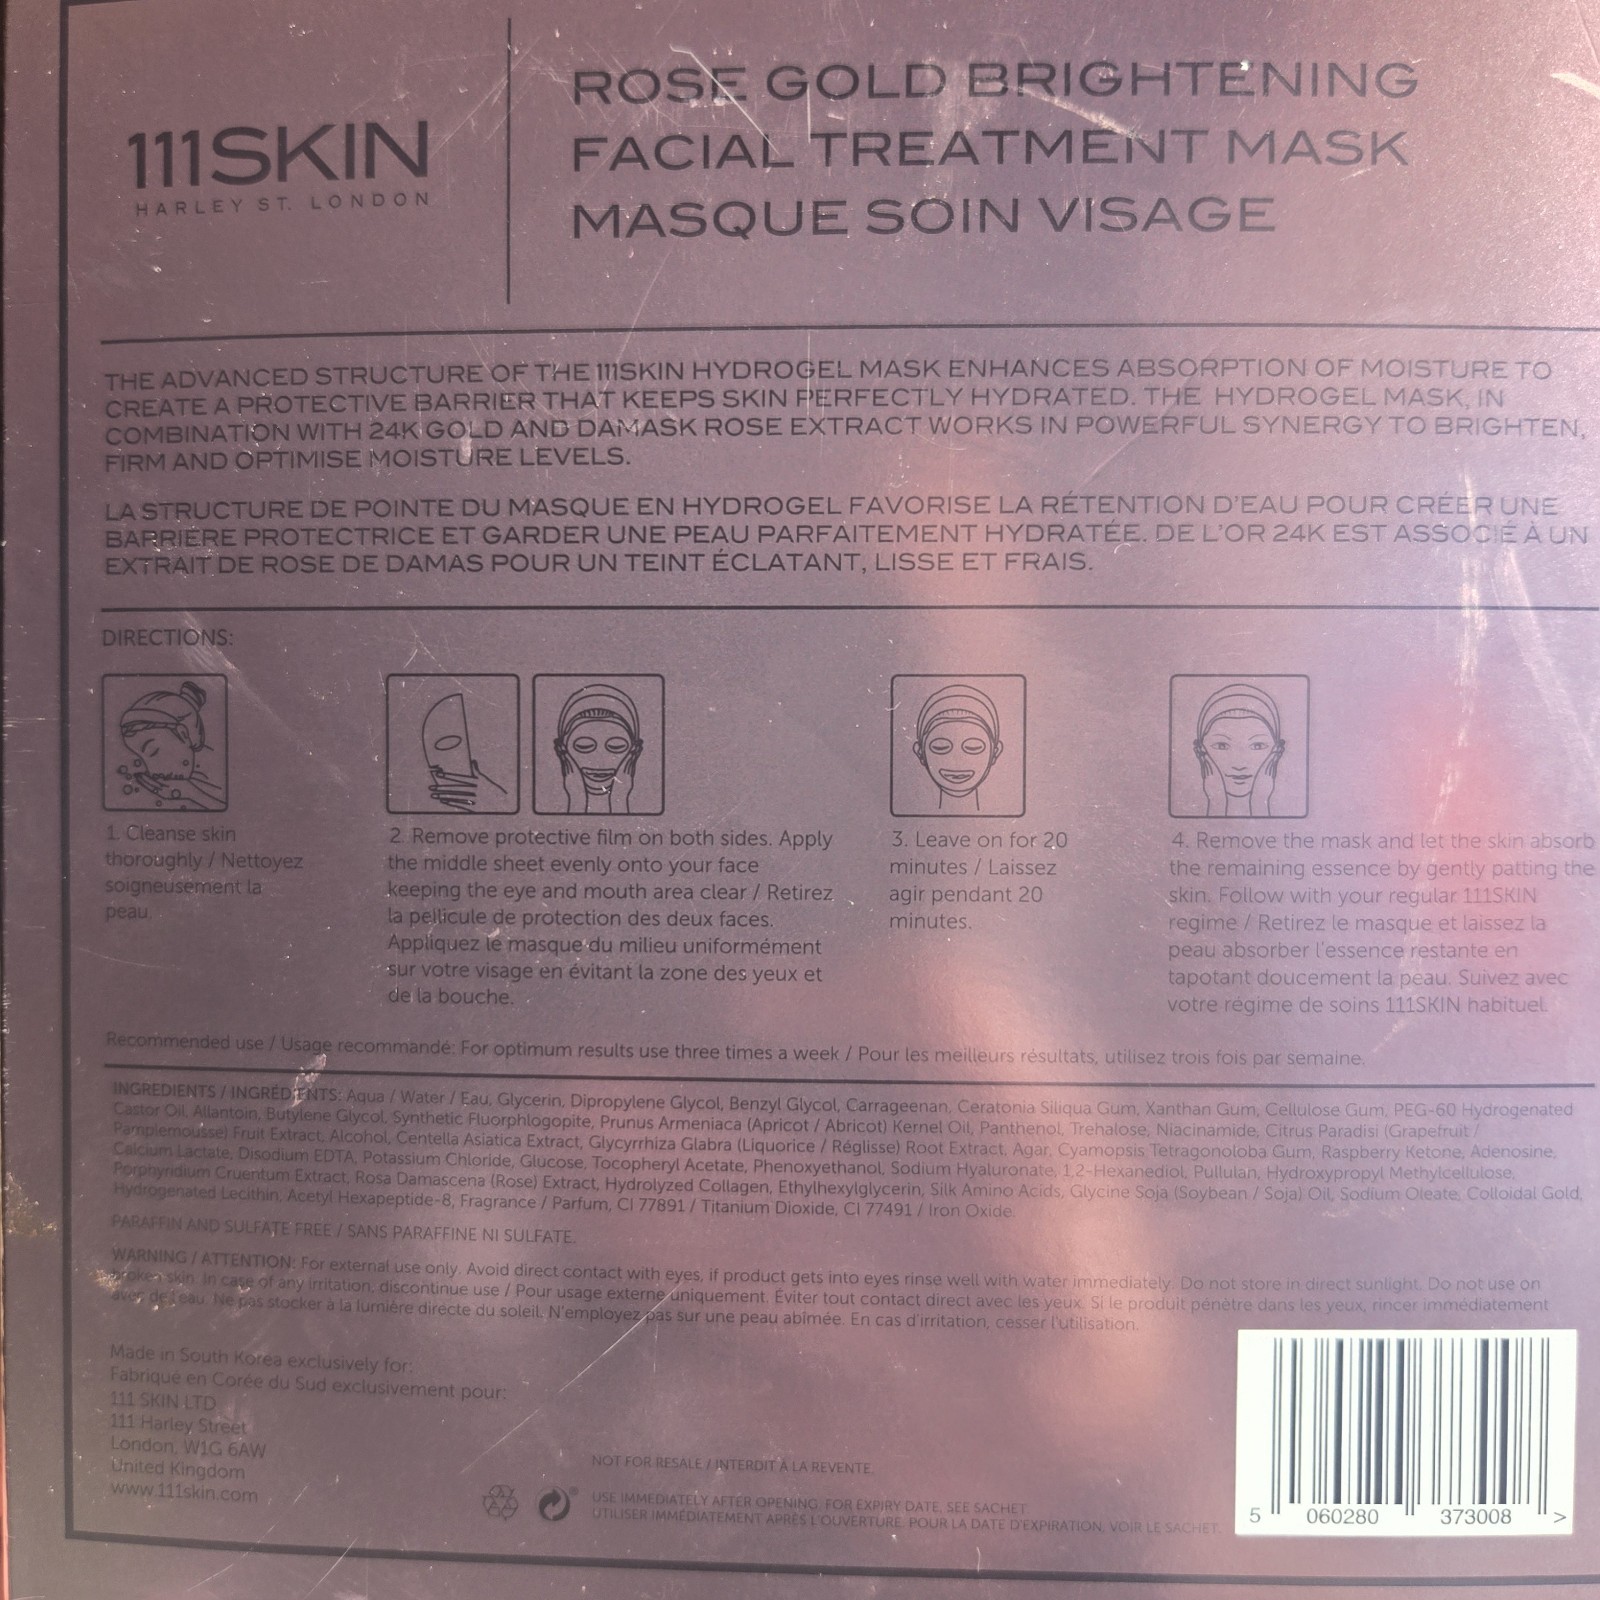 111SKIN
HARLEY ST. LONDON
ROSE GOLD BRIGHTENING
FACIAL TREATMENT MASK
MASQUE SOIN VISAGE
THE ADVANCED STRUCTURE OF THE 111SKIN HYDROGEL MASK ENHANCES ABSORPTION OF MOISTURE TO
CREATE A PROTECTIVE BARRIER THAT KEEPS SKIN PERFECTLY HYDRATED. THE HYDROGEL MASK, IN
COMBINATION WITH 24K GOLD AND DAMASK ROSE EXTRACT WORKS IN POWERFUL SYNERGY TO BRIGHTEN,
FIRM AND OPTIMISE MOISTURE LEVELS.
LA STRUCTURE DE POINTE DU MASQUE EN HYDROGEL FAVORISE LA RÉTENTION D'EAU POUR CRÉER UNE
BARRIÈRE PROTECTRICE ET GARDER UNE PEAU PARFAITEMENT HYDRATÉE. DE L'OR 24K EST ASSOCIÉ À UN
EXTRAIT DE ROSE DE DAMAS POUR UN TEINT ÉCLATANT, LISSE ET FRAIS.
DIRECTIONS:
1. Cleanse skin
thoroughly / Nettoyez
soigneusement la
peau.
2. Remove protective film on both sides. Apply
the middle sheet evenly onto your face
keeping the eye and mouth area clear / Retirez
la pellicule de protection des deux faces.
Appliquez le masque du milieu uniformément
sur votre visage en évitant la zone des yeux et
de la bouche.
3. Leave on for 20
minutes / Laissez
agir pendant 20
minutes.
4. Remove the mask and let the skin absorb
the remaining essence by gently patting the
skin. Follow with your regular 111SKIN
regime / Retirez le masque et laissez la
peau absorber l'essence restante en
tapotant doucement la peau. Suivez avec
votre régime de soins 111SKIN habituel.
Recommended use / Usage recommandé: For optimum results use three times a week / Pour les meilleurs résultats, utilisez trois fois par semaine.
INGREDIENTS / INGRÉDIENTS: Aqua / Water / Eau, Glycerin, Dipropylene Glycol, Benzyl Glycol, Carrageenan, Ceratonia Siliqua Gum, Xanthan Gum, Cellulose Gum, PEG-60 Hydrogenated
Castor Oil, Allantoin, Butylene Glycol, Synthetic Fluorphlogopite, Prunus Armeniaca (Apricot / Abricot) Kernel Oil, Panthenol, Trehalose, Niacinamide, Citrus Paradisi (Grapefruit /
Pamplemousse) Fruit Extract, Alcohol, Centella Asiatica Extract, Glycyrrhiza Glabra (Liquorice / Réglisse) Root Extract, Agar, Cyamopsis Tetragonoloba Gum, Raspberry Ketone, Adenosine,
Calcium Lactate, Disodium EDTA, Potassium Chloride, Glucose, Tocopheryl Acetate, Phenoxyethanol, Sodium Hyaluronate, 1,2-Hexanediol, Pullulan, Hydroxypropyl Methylcellulose,
Porphyridium Cruentum Extract, Rosa Damascena (Rose) Extract, Hydrolyzed Collagen, Ethylhexylglycerin, Silk Amino Acids, Glycine Soja (Soybean / Soja) Oil, Sodium Oleate, Colloidal Gold,
Hydrogenated Lecithin, Acetyl Hexapeptide-8, Fragrance / Parfum, CI 77891 / Titanium Dioxide, CI 77491 / Iron Oxide.
PARAFFIN AND SULFATE FREE / SANS PARAFFINE NI SULFATE.
WARNING / ATTENTION: For external use only. Avoid direct contact with eyes, if product gets into eyes rinse well with water immediately. Do not store in direct sunlight. Do not use on
broken skin. In case of any irritation, discontinue use / Pour usage externe uniquement. Éviter tout contact direct avec les yeux. Si le produit pénètre dans les yeux, rincer immédiatement
avec de l'eau. Ne pas stocker à la lumière directe du soleil. N'employez pas sur une peau abîmée. En cas d'irritation, cesser l'utilisation.
Made in South Korea exclusively for:
Fabriqué en Corée du Sud exclusivement pour:
111 SKIN LTD
111 Harley Street
London, W1G 6AW
United Kingdom
www.111skin.com
NOT FOR RESALE / INTERDIT À LA REVENTE.
USE IMMEDIATELY AFTER OPENING. FOR EXPIRY DATE, SEE SACHET.
UTILISER IMMÉDIATEMENT APRÈS L'OUVERTURE. POUR LA DATE D'EXPIRATION, VOIR LE SACHET.
5 060280 373008 >